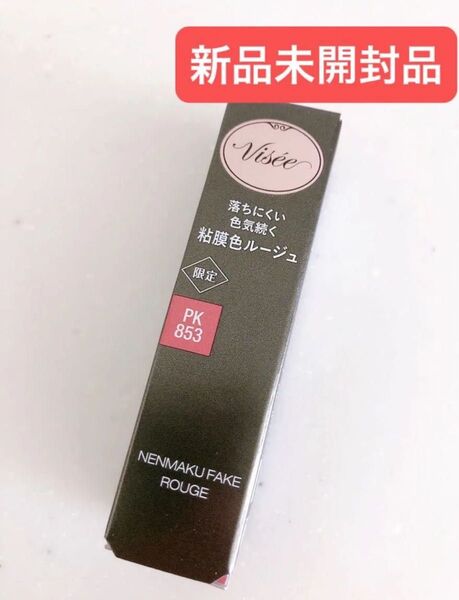 新品未開封品
Visée
落ちにくい
色気続く
粘膜色ルージュ
限定
PK
853
NENMAKU FAKE
ROUGE